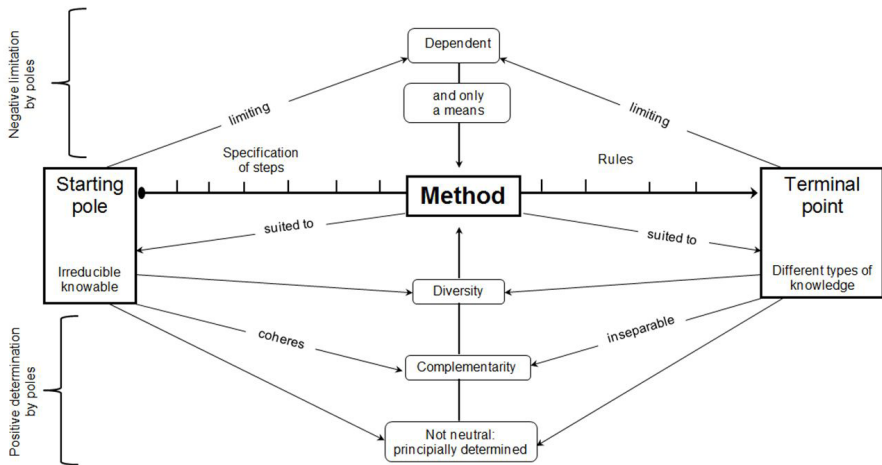 Negative limitation
by poles
Dependent
and only
a means
limiting
limiting
Specification
of steps
Rules
Starting
pole
Method
Terminal
point
suited to
suited to
Irreducible
knowable
Different types of
knowledge
Diversity
coheres
inseparable
Complementarity
Positive determination
by poles
Not neutral:
principially determined